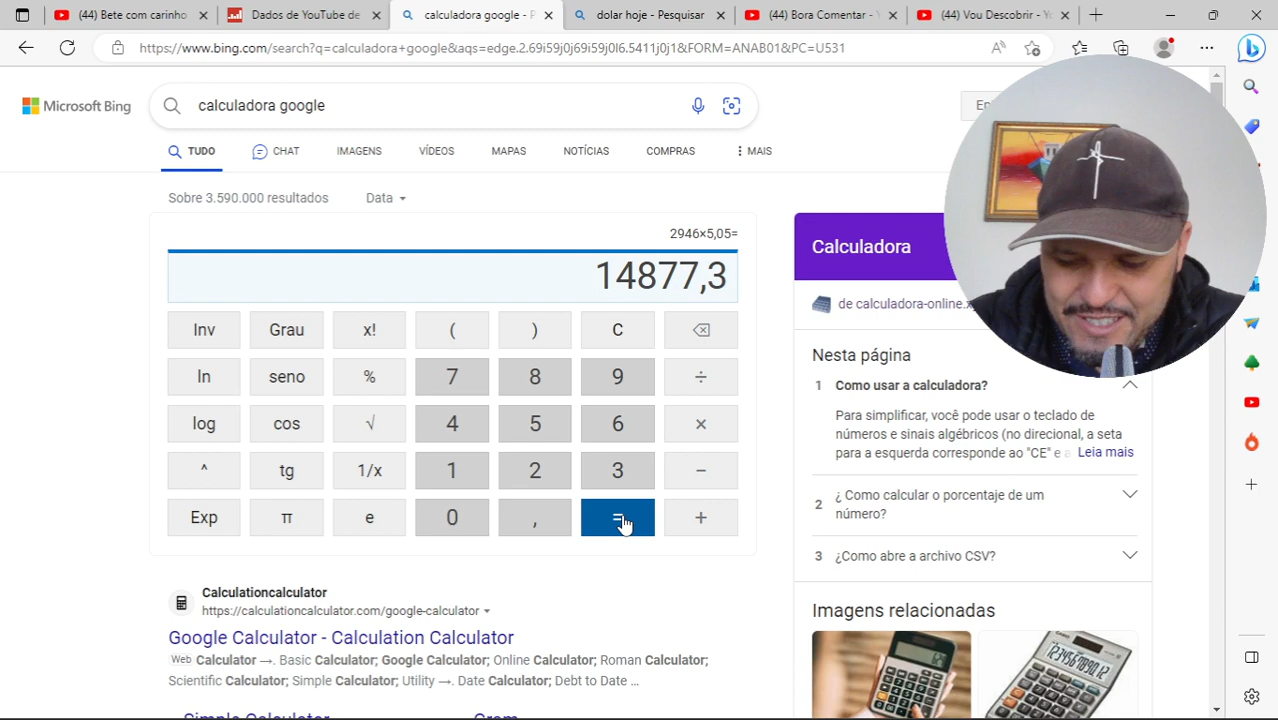 (44) Bete com carinho
Dados de YouTube de
calculadora google - P
dolar hoje - Pesquisar
(44) Bora Comentar - Y
(44) Vou Descobrir - Yo
https://www.bing.com/search?q=calculadora+google&aqs=edge.2.69i59j0j69i59j0l6.5411j0j1&FORM=ANAB01&PC=U531
Microsoft Bing
calculadora google
TUDO
CHAT
IMAGENS
VÍDEOS
MAPAS
NOTÍCIAS
COMPRAS
MAIS
Sobre 3.590.000 resultados
Data
2946×5,05=
14877,3
Inv Grau x! ( ) C
ln seno % 7 8 9 ÷
log cos √ 4 5 6 ×
^ tg 1/x 1 2 3 −
Exp π e 0 , = +
Calculationcalculator
https://calculationcalculator.com/google-calculator
Google Calculator - Calculation Calculator
Web Calculator →. Basic Calculator; Google Calculator; Online Calculator; Roman Calculator;
Scientific Calculator; Simple Calculator; Utility →. Date Calculator; Debt to Date ...
Simple Calculator
Calculadora
de calculadora-online.x
Nesta página
1 Como usar a calculadora?
Para simplificar, você pode usar o teclado de
números e sinais algébricos (no direcional, a seta
para a esquerda corresponde ao "CE" e a Leia mais
2 ¿ Como calcular o porcentaje de um
número?
3 ¿Como abre a archivo CSV?
Imagens relacionadas